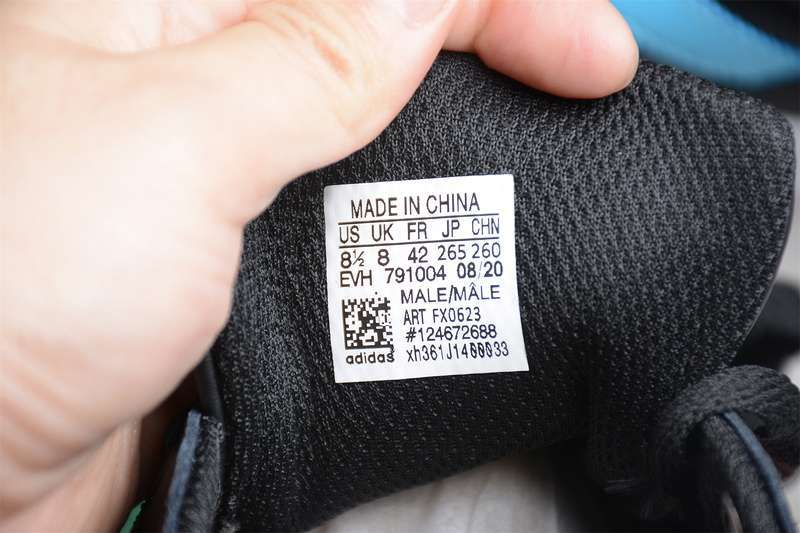 MADE IN CHINA
US UK FR JP CHN
8½ 8 42 265 260
EVH 791004 08/20
MALE/MÂLE
ART FX0623
#124672688
xh361J1400033
adidas